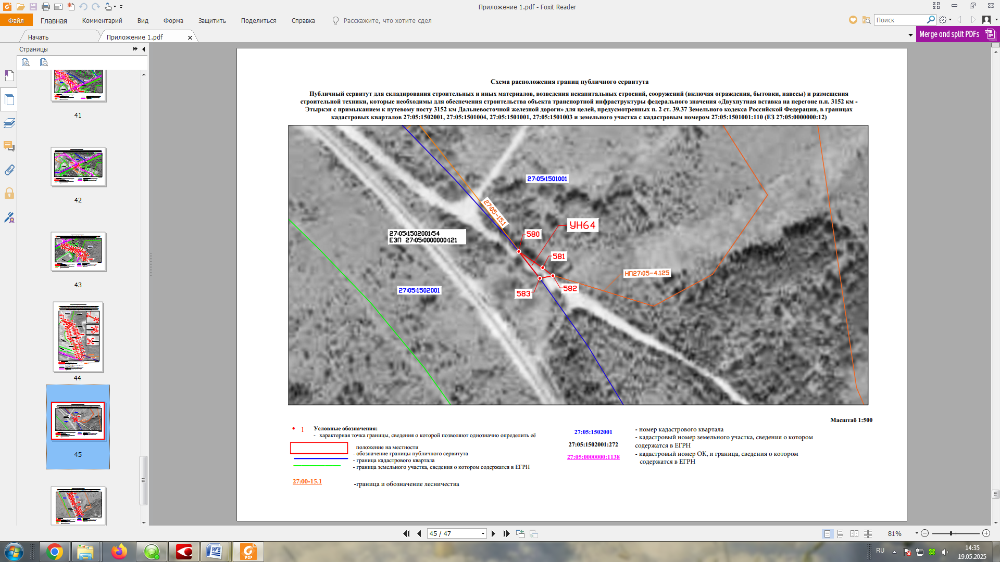 Приложение 1.pdf - Foxit Reader
Файл
Главная
Комментарий
Вид
Форма
Защитить
Поделиться
Справка
Расскажите, что хотите сдел
Поиск
Начать
Приложение 1.pdf
Merge and split PDFs
Страницы
41
42
43
44
45
Схема расположения границ публичного сервитута
Публичный сервитут для складирования строительных и иных материалов, возведения некапитальных строений, сооружений (включая ограждения, бытовки, навесы) и размещения
строительной техники, которые необходимы для обеспечения строительства объекта транспортной инфраструктуры федерального значения «Двухпутная вставка на перегоне п.п. 3152 км -
Этыркэн с примыканием к путевому посту 3152 км Дальневосточной железной дороги» для целей, предусмотренных п. 2 ст. 39.37 Земельного кодекса Российской Федерации, в границах
кадастровых кварталов 27:05:1502001, 27:05:1501004, 27:05:1501001, 27:05:1501003 и земельного участка с кадастровым номером 27:05:1501001:110 (ЕЗ 27:05:0000000:12)
27:05:1501001
27:05-15.1
УН64
27:05:1502001:54
ЕЗП 27:05:0000000:121
580
581
НП27:05-4.125
27:05:1502001
583
582
Масштаб 1:500
1
Условные обозначения:
- характерная точка границы, сведения о которой позволяют однозначно определить её
положение на местности
- обозначение границы публичного сервитута
- граница кадастрового квартала
- граница земельного участка, сведения о котором содержатся в ЕГРН
27:00-15.1
-граница и обозначение лесничества
27:05:1502001
- номер кадастрового квартала
27:05:1502001:272
- кадастровый номер земельного участка, сведения о котором
содержатся в ЕГРН
27:05:0000000:1138
- кадастровый номер ОК, и граница, сведения о котором
содержатся в ЕГРН
45 / 47
81%
RU
14:35
19.05.2025